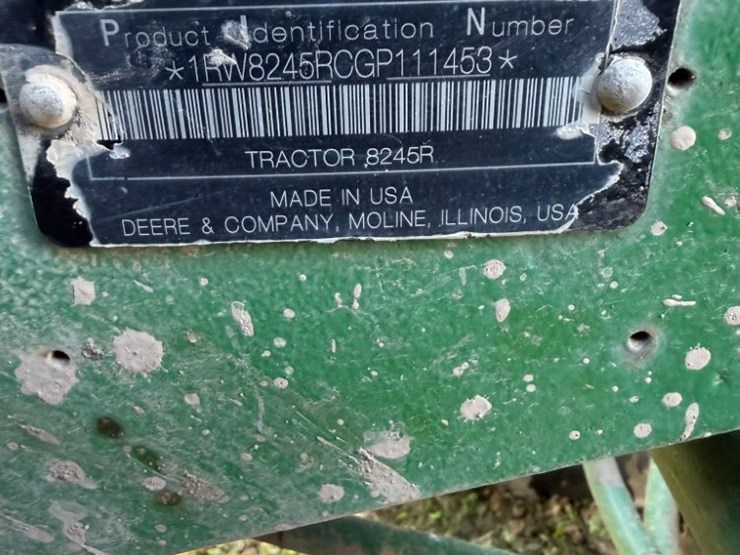 Product Identification Number
*1RW8245RCGP111453*
TRACTOR 8245R
MADE IN USA
DEERE & COMPANY, MOLINE, ILLINOIS, USA